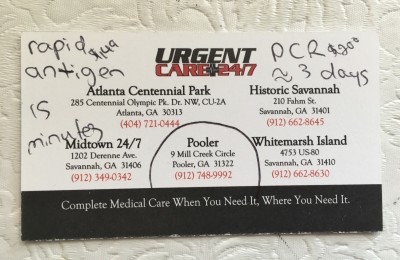 rapid $149
antigen
15
minutes
PCR $200
≈ 3 days
URGENT
CARE 24/7
Atlanta Centennial Park
285 Centennial Olympic Pk. Dr. NW, CU-2A
Atlanta, GA 30313
(404) 721-0444
Historic Savannah
210 Fahm St.
Savannah, GA 31401
(912) 662-8645
Midtown 24/7
1202 Derenne Ave.
Savannah, GA 31406
(912) 349-0342
Pooler
9 Mill Creek Circle
Pooler, GA 31322
(912) 748-9992
Whitemarsh Island
4753 US-80
Savannah, GA 31410
(912) 662-8630
Complete Medical Care When You Need It, Where You Need It.